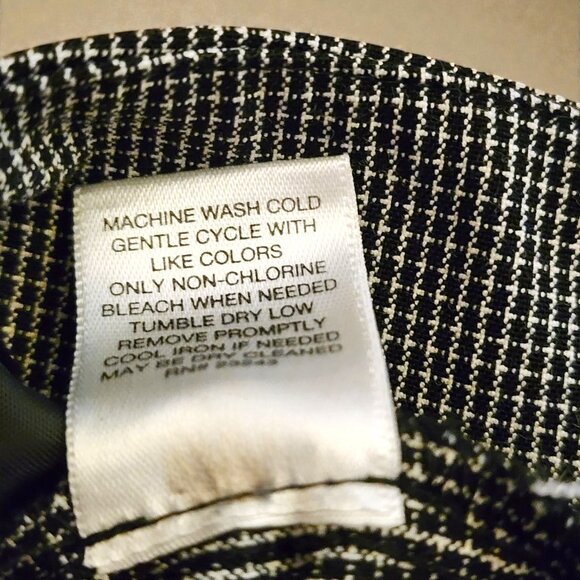 MACHINE WASH COLD
GENTLE CYCLE WITH
LIKE COLORS
ONLY NON-CHLORINE
BLEACH WHEN NEEDED
TUMBLE DRY LOW
REMOVE PROMPTLY
COOL IRON IF NEEDED
MAY BE DRY CLEANED
RN#